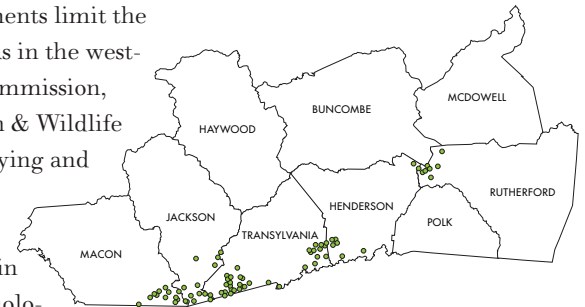 ments limit the
s in the west-
mmission,
n & Wildlife
ying and
in
olo-
MCDOWELL
BUNCOMBE
HAYWOOD
RUTHERFORD
HENDERSON
JACKSON
POLK
TRANSYLVANIA
MACON